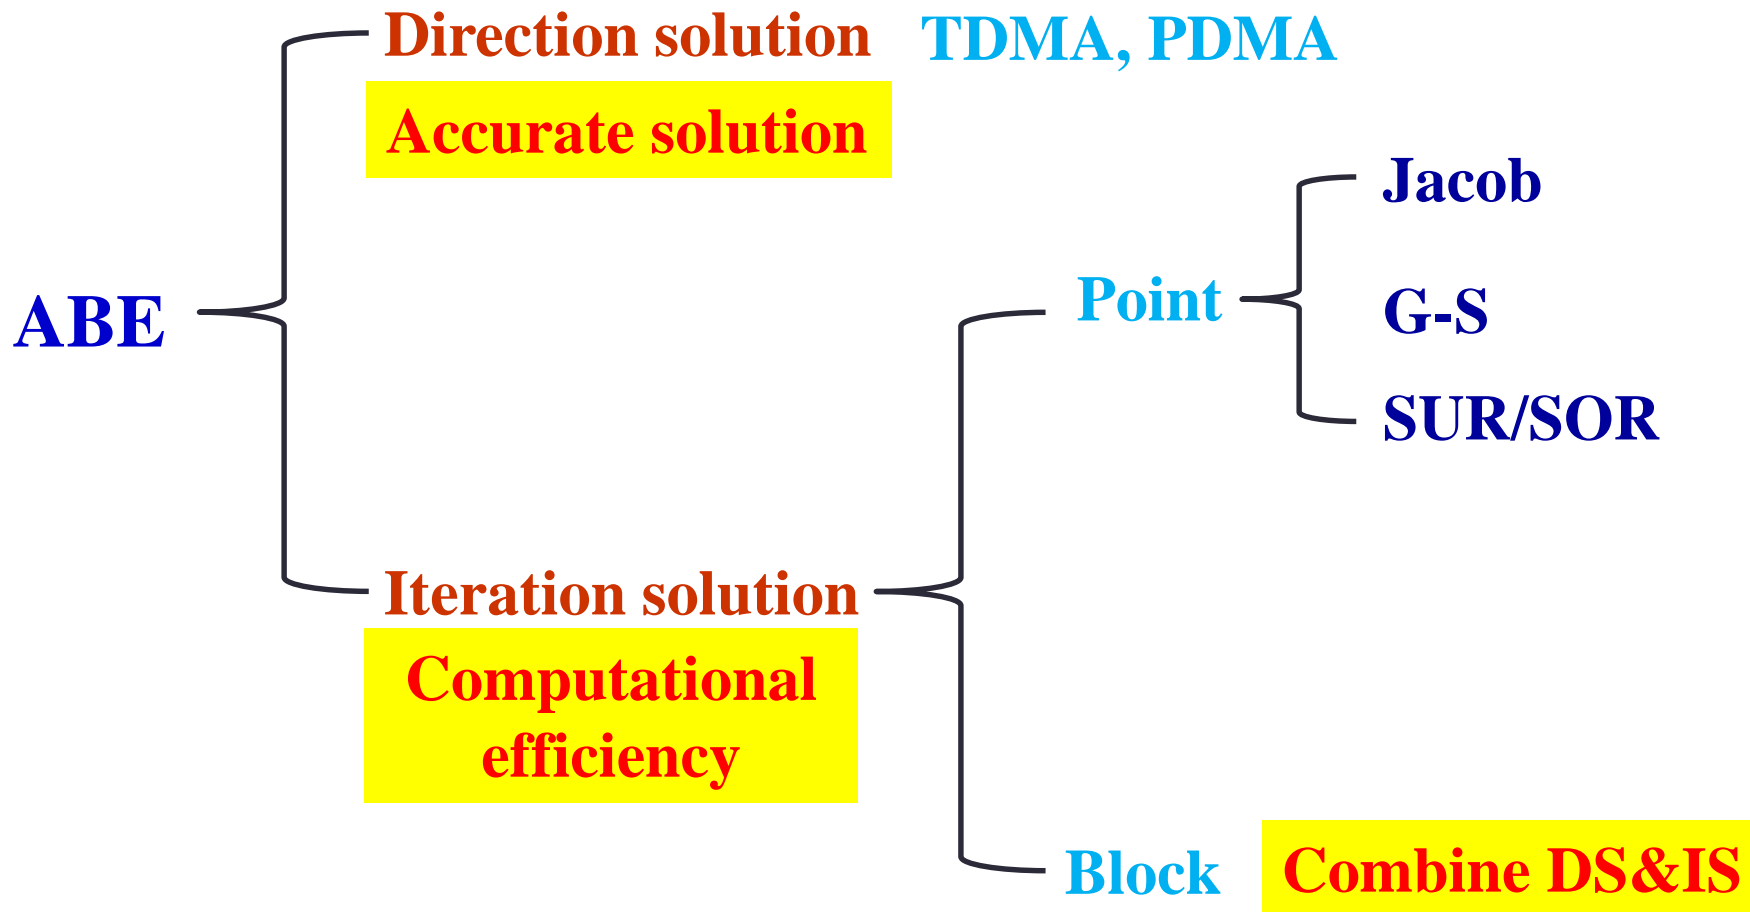 Direction solution TDMA, PDMA
Accurate solution
Jacob
Point
G-S
ABE
SUR/SOR
Iteration solution
Computational
efficiency
Block Combine DS&IS